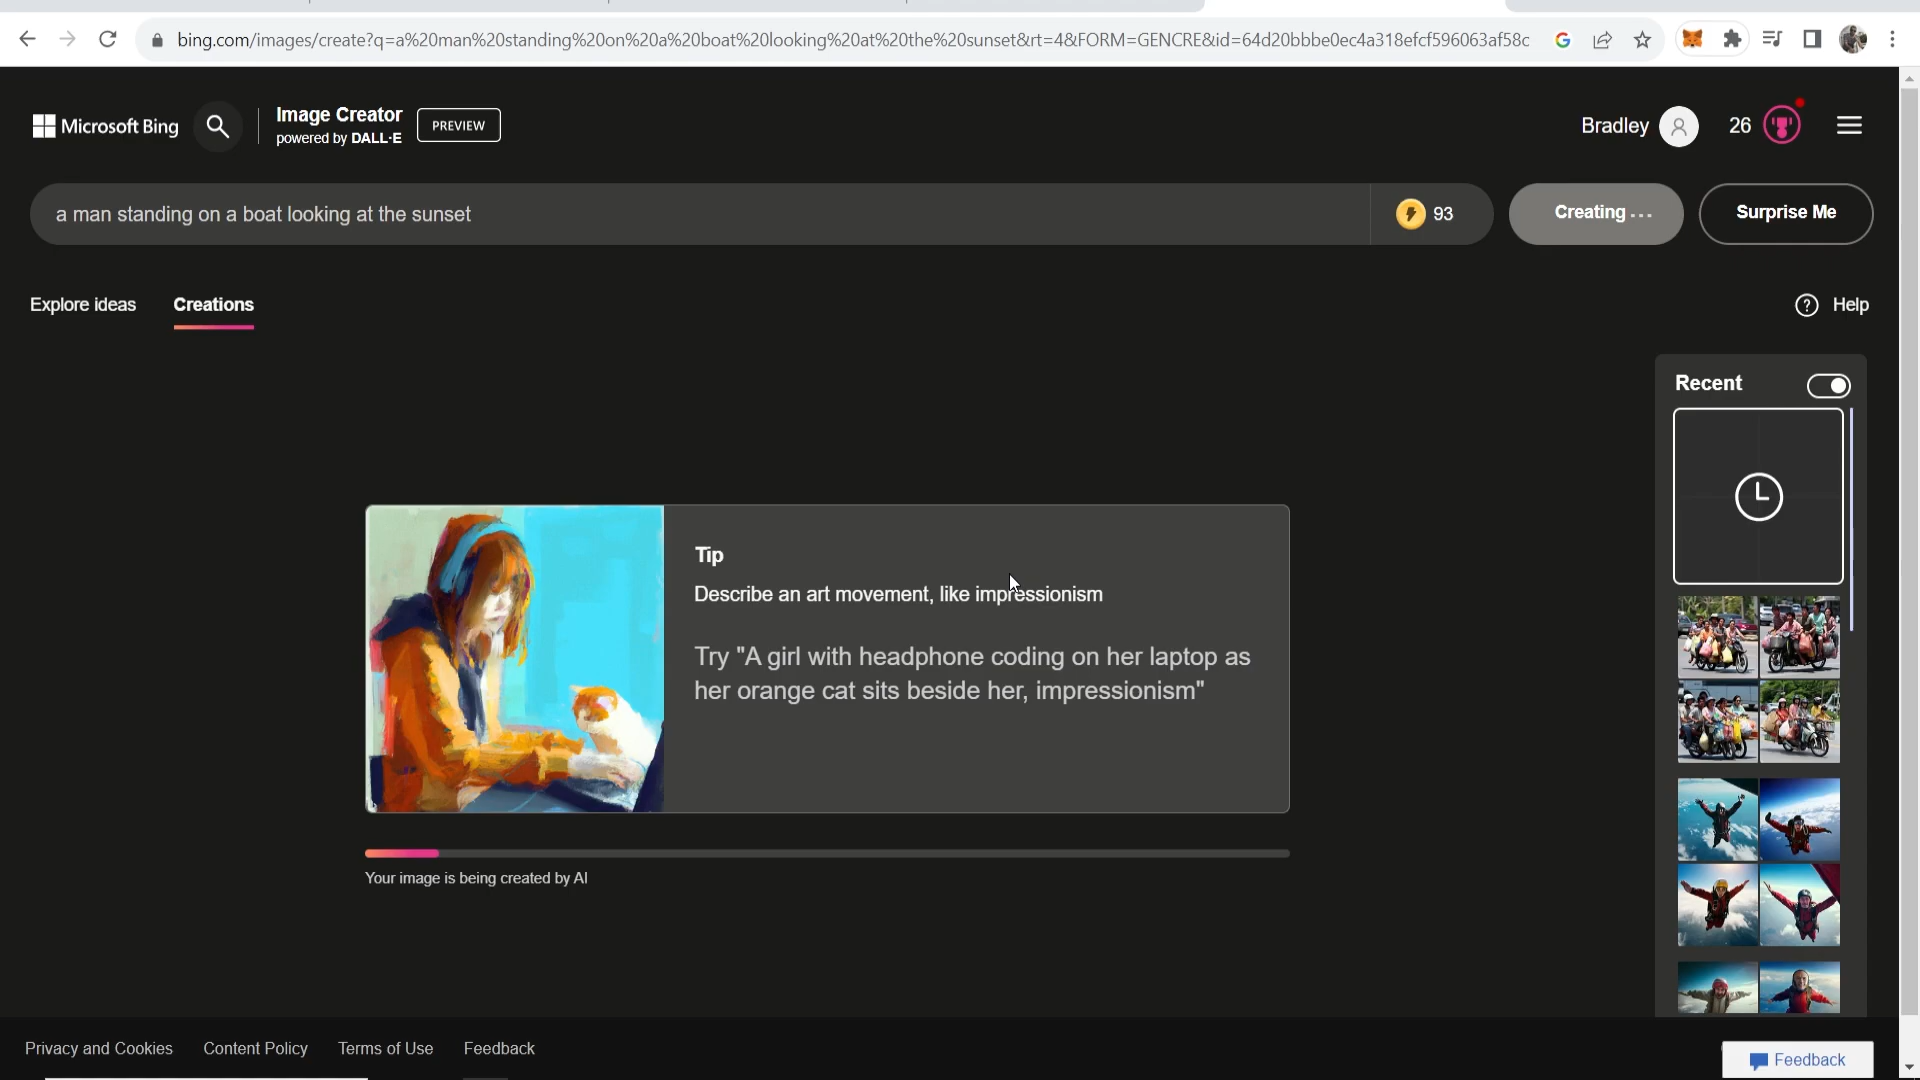 bing.com/images/create?q=a%20man%20standing%20on%20a%20boat%20looking%20at%20the%20sunset&rt=4&FORM=GENCRE&id=64d20bbbe0ec4a318efcf596063af58c
Microsoft Bing
Image Creator
powered by DALL·E
PREVIEW
Bradley
26
a man standing on a boat looking at the sunset
93
Creating ...
Surprise Me
Explore ideas
Creations
Help
Recent
Tip
Describe an art movement, like impressionism
Try "A girl with headphone coding on her laptop as
her orange cat sits beside her, impressionism"
Your image is being created by AI
Privacy and Cookies
Content Policy
Terms of Use
Feedback
Feedback